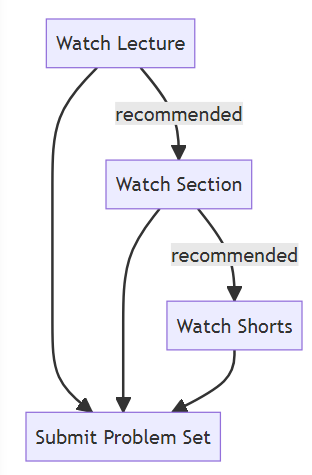 Watch Lecture
recommended
Watch Section
recommended
Watch Shorts
Submit Problem Set